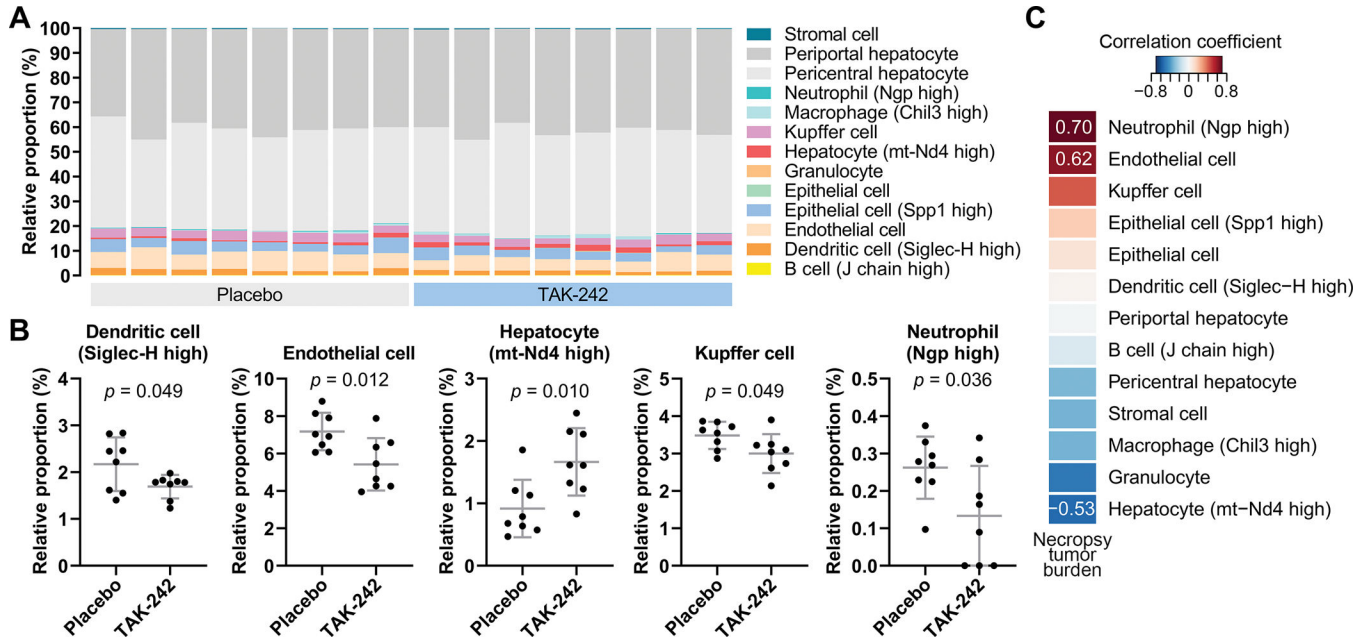 A
Relative proportion (%)
100
90
80
70
60
50
40
30
20
10
0
Placebo
TAK-242
Stromal cell
Periportal hepatocyte
Pericentral hepatocyte
Neutrophil (Ngp high)
Macrophage (Chil3 high)
Kupffer cell
Hepatocyte (mt-Nd4 high)
Granulocyte
Epithelial cell
Epithelial cell (Spp1 high)
Endothelial cell
Dendritic cell (Siglec-H high)
B cell (J chain high)
B
Dendritic cell
(Siglec-H high)
p = 0.049
Relative proportion (%)
4
3
2
1
0
Placebo
TAK-242
Endothelial cell
p = 0.012
Relative proportion (%)
10
8
6
4
2
0
Placebo
TAK-242
Hepatocyte
(mt-Nd4 high)
p = 0.010
Relative proportion (%)
3
2
1
0
Placebo
TAK-242
Kupffer cell
p = 0.049
Relative proportion (%)
5
4
3
2
1
0
Placebo
TAK-242
Neutrophil
(Ngp high)
p = 0.036
Relative proportion (%)
0.5
0.4
0.3
0.2
0.1
0.0
Placebo
TAK-242
C
Correlation coefficient
−0.8 0 0.8
0.70 Neutrophil (Ngp high)
0.62 Endothelial cell
Kupffer cell
Epithelial cell (Spp1 high)
Epithelial cell
Dendritic cell (Siglec−H high)
Periportal hepatocyte
B cell (J chain high)
Pericentral hepatocyte
Stromal cell
Macrophage (Chil3 high)
Granulocyte
−0.53 Hepatocyte (mt−Nd4 high)
Necropsy
tumor
burden